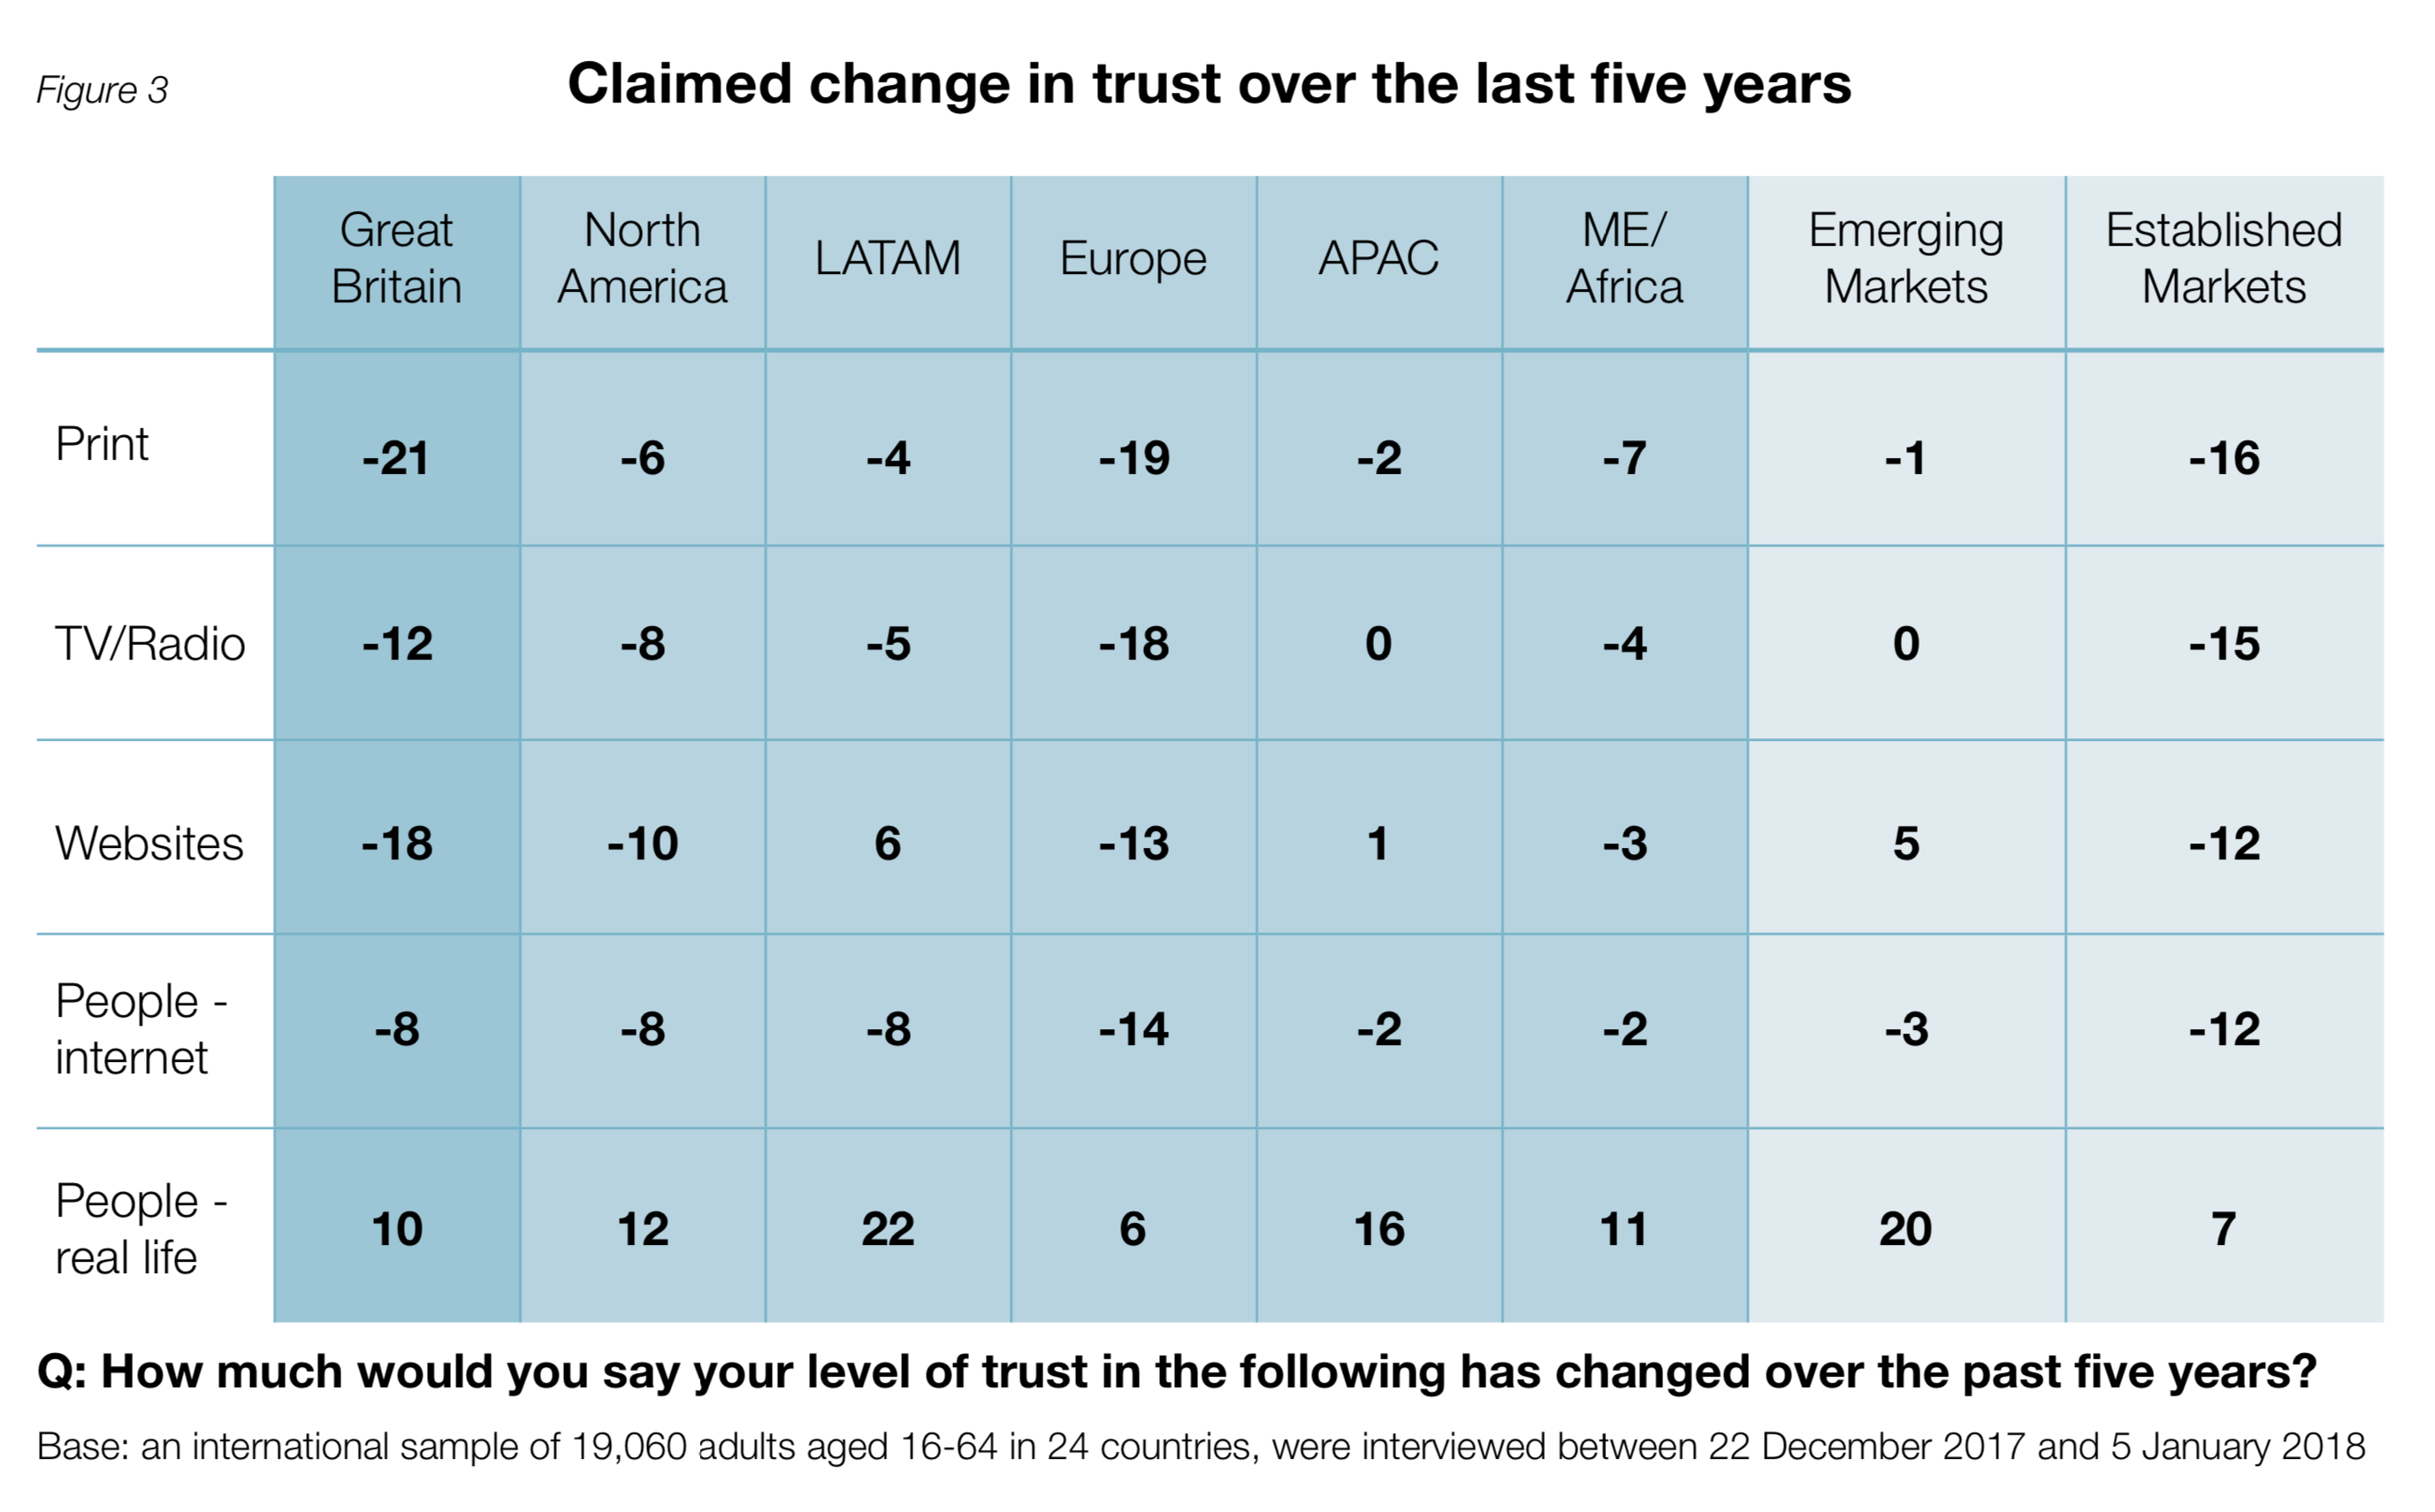 Figure 3
Claimed change in trust over the last five years
Great Britain North America LATAM Europe APAC ME/ Africa Emerging Markets Established Markets
Print -21 -6 -4 -19 -2 -7 -1 -16
TV/Radio -12 -8 -5 -18 0 -4 0 -15
Websites -18 -10 6 -13 1 -3 5 -12
People - internet -8 -8 -8 -14 -2 -2 -3 -12
People - real life 10 12 22 6 16 11 20 7
Q: How much would you say your level of trust in the following has changed over the past five years?
Base: an international sample of 19,060 adults aged 16-64 in 24 countries, were interviewed between 22 December 2017 and 5 January 2018